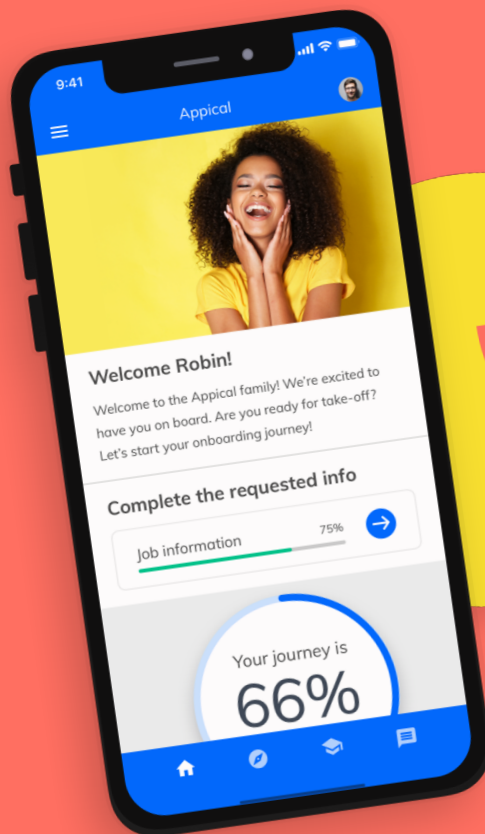 9:41
Appical
Welcome Robin!
Welcome to the Appical family! We're excited to
have you on board. Are you ready for take-off?
Let's start your onboarding journey!
Complete the requested info
Job information
75%
Your journey is
66%